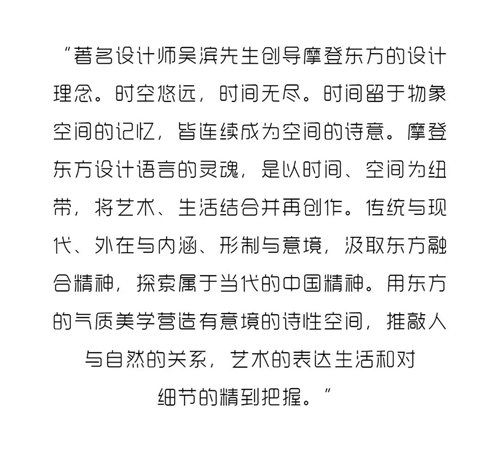 “著名设计师吴滨先生创导摩登东方的设计
理念。时空悠远，时间无尽。时间留于物象
空间的记忆，皆连续成为空间的诗意。摩登
东方设计语言的灵魂，是以时间、空间为纽
带，将艺术、生活结合并再创作。传统与现
代、外在与内涵、形制与意境，汲取东方融
合精神，探索属于当代的中国精神。用东方
的气质美学营造有意境的诗性空间，推敲人
与自然的关系，艺术的表达生活和对
细节的精到把握。”